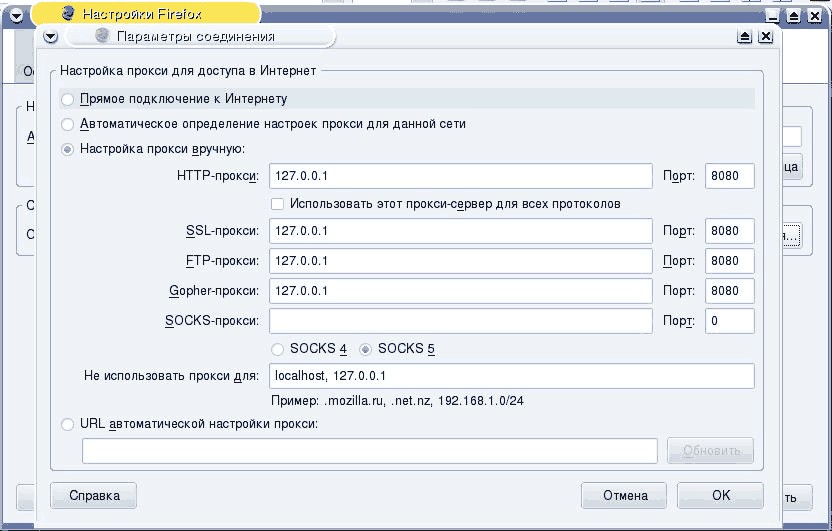 Настройки Firefox
Параметры соединения
Настройка прокси для доступа в Интернет
Прямое подключение к Интернету
Автоматическое определение настроек прокси для данной сети
Настройка прокси вручную:
HTTP-прокси: 127.0.0.1 Порт: 8080
Использовать этот прокси-сервер для всех протоколов
SSL-прокси: 127.0.0.1 Порт: 8080
FTP-прокси: 127.0.0.1 Порт: 8080
Gopher-прокси: 127.0.0.1 Порт: 8080
SOCKS-прокси: Порт: 0
SOCKS 4 SOCKS 5
Не использовать прокси для: localhost, 127.0.0.1
Пример: .mozilla.ru, .net.nz, 192.168.1.0/24
URL автоматической настройки прокси:
Обновить
Справка Отмена OK